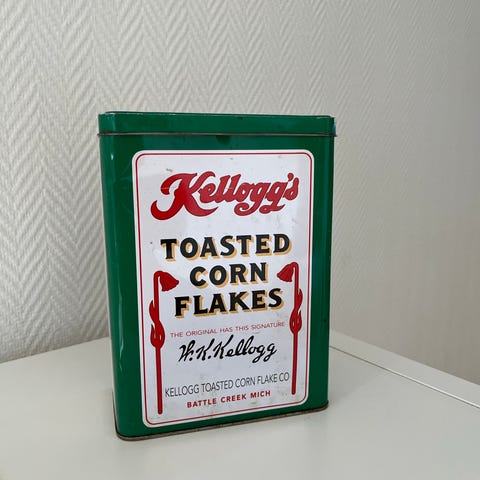 Kellogg's
TOASTED
CORN
FLAKES
THE ORIGINAL HAS THIS SIGNATURE
W.K.Kellogg
KELLOGG TOASTED CORN FLAKE CO
BATTLE CREEK MICH